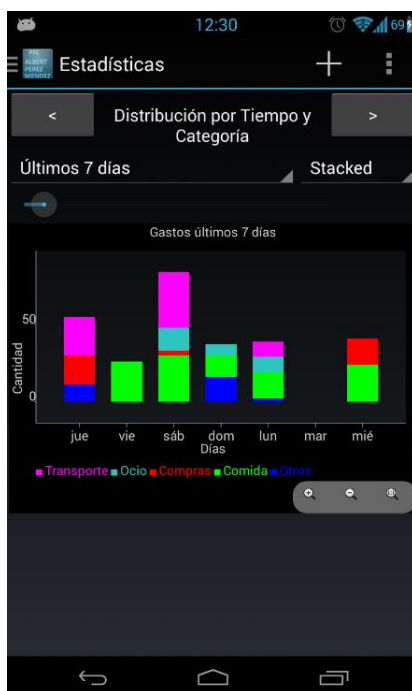 12:30
69
PFC
ALBERT
PEREZ
MENDEZ
Estadísticas
<
Distribución por Tiempo y
Categoría
>
Últimos 7 días
Stacked
Gastos últimos 7 días
Cantidad
50
0
jue vie sáb dom lun mar mié
Días
Transporte Ocio Compras Comida Otros